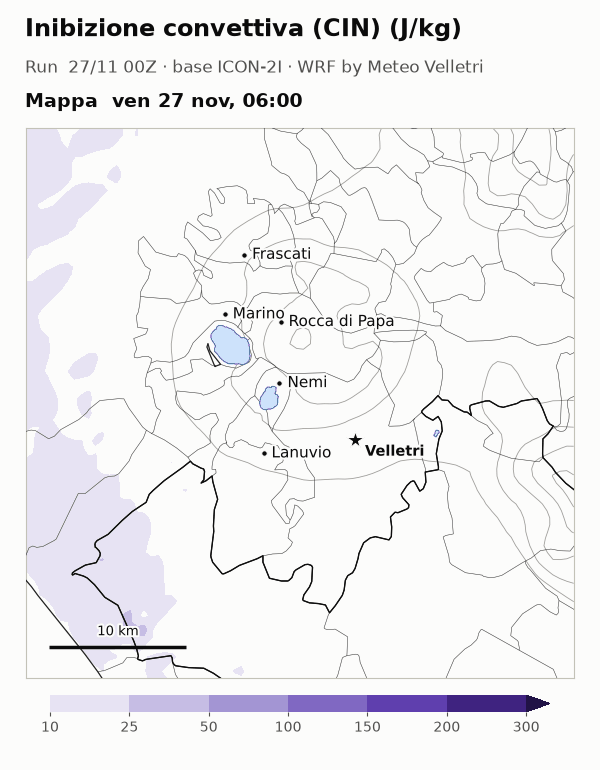 Inibizione convettiva (CIN) (J/kg)
Run  27/11 00Z · base ICON-2I · WRF by Meteo Velletri
Mappa  ven 27 nov, 06:00
Frascati
Marino
Rocca di Papa
Nemi
Velletri
Lanuvio
10 km
10 25 50 100 150 200 300